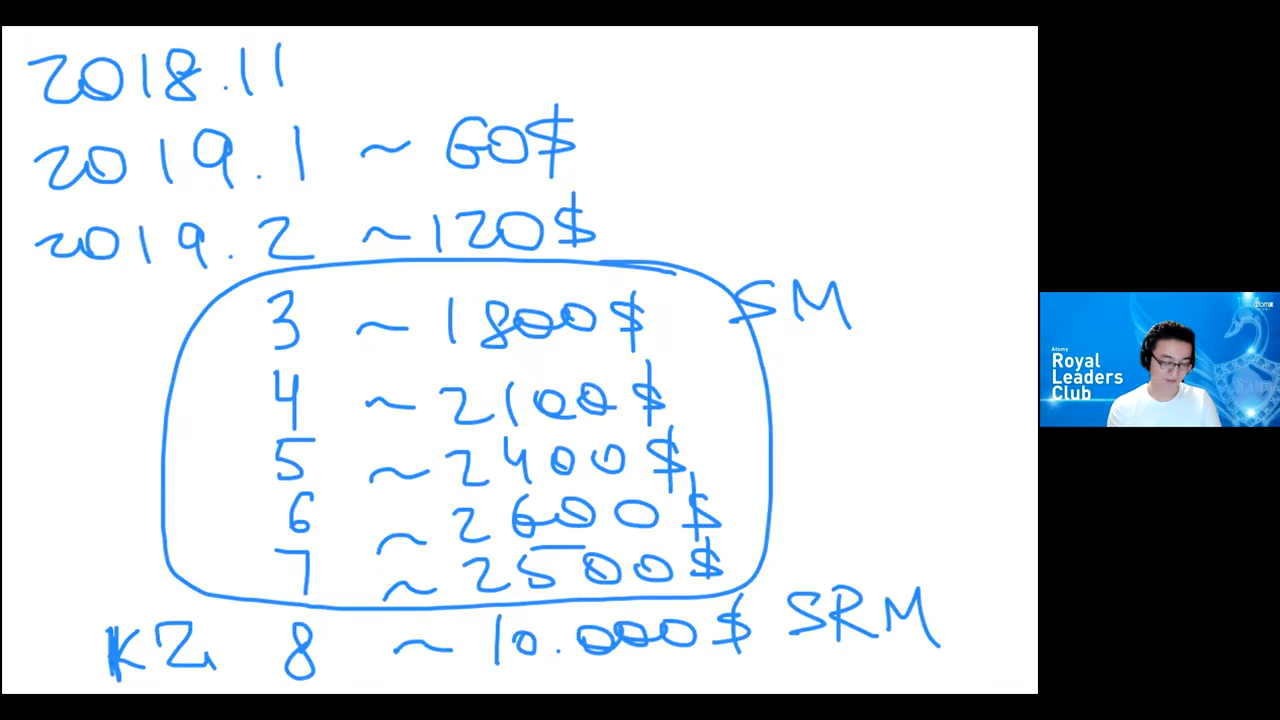 2018.11
2019.1 ~ 60$
2019.2 ~ 120$
3 ~ 1800$ SM
4 ~ 2100$
5 ~ 2400$
6 ~ 2600$
7 ~ 2500$
KZ 8 ~ 10.000$ SRM
Atomy
Royal
Leaders
Club